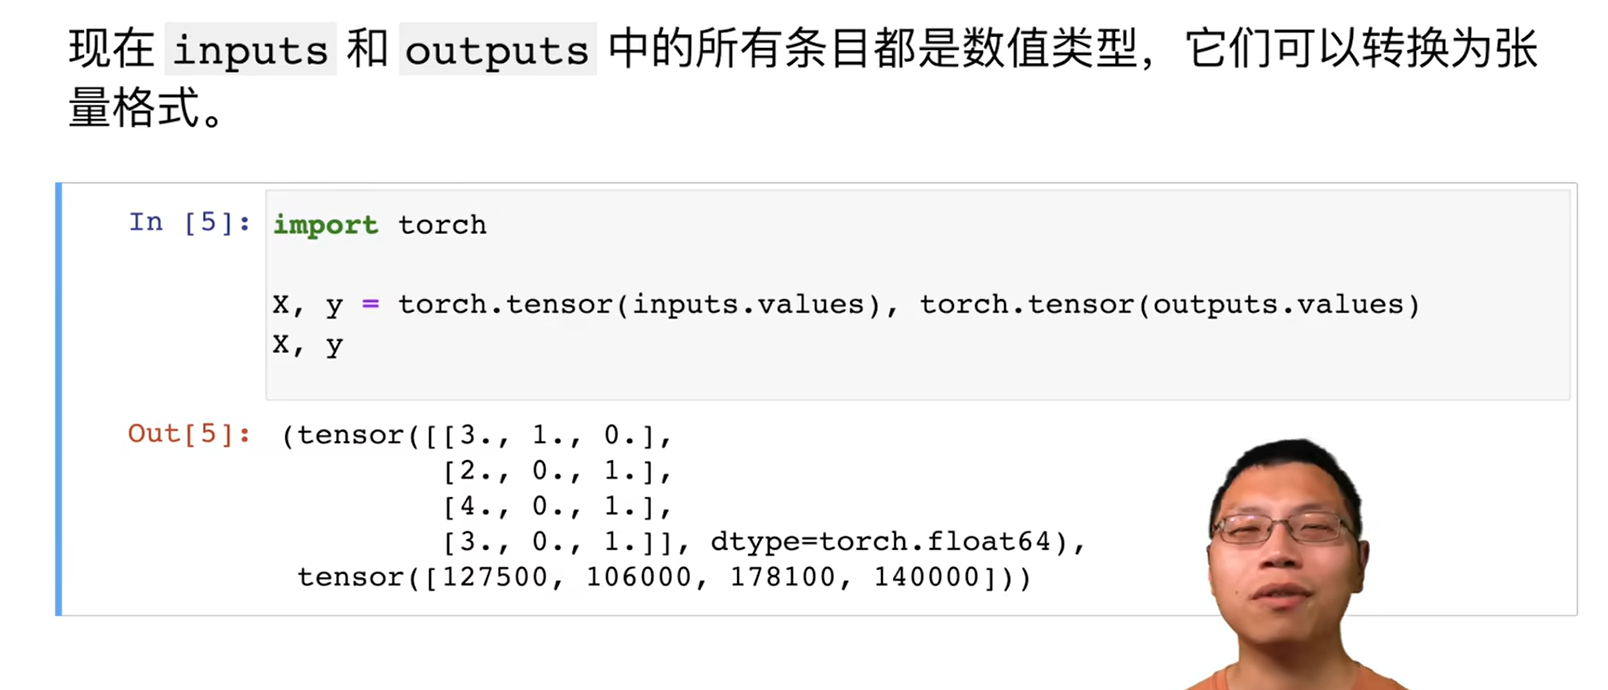 现在 inputs 和 outputs 中的所有条目都是数值类型，它们可以转换为张
量格式。
In [5]: import torch
X, y = torch.tensor(inputs.values), torch.tensor(outputs.values)
X, y
Out[5]: (tensor([[3., 1., 0.],
[2., 0., 1.],
[4., 0., 1.],
[3., 0., 1.]], dtype=torch.float64),
tensor([127500, 106000, 178100, 140000]))